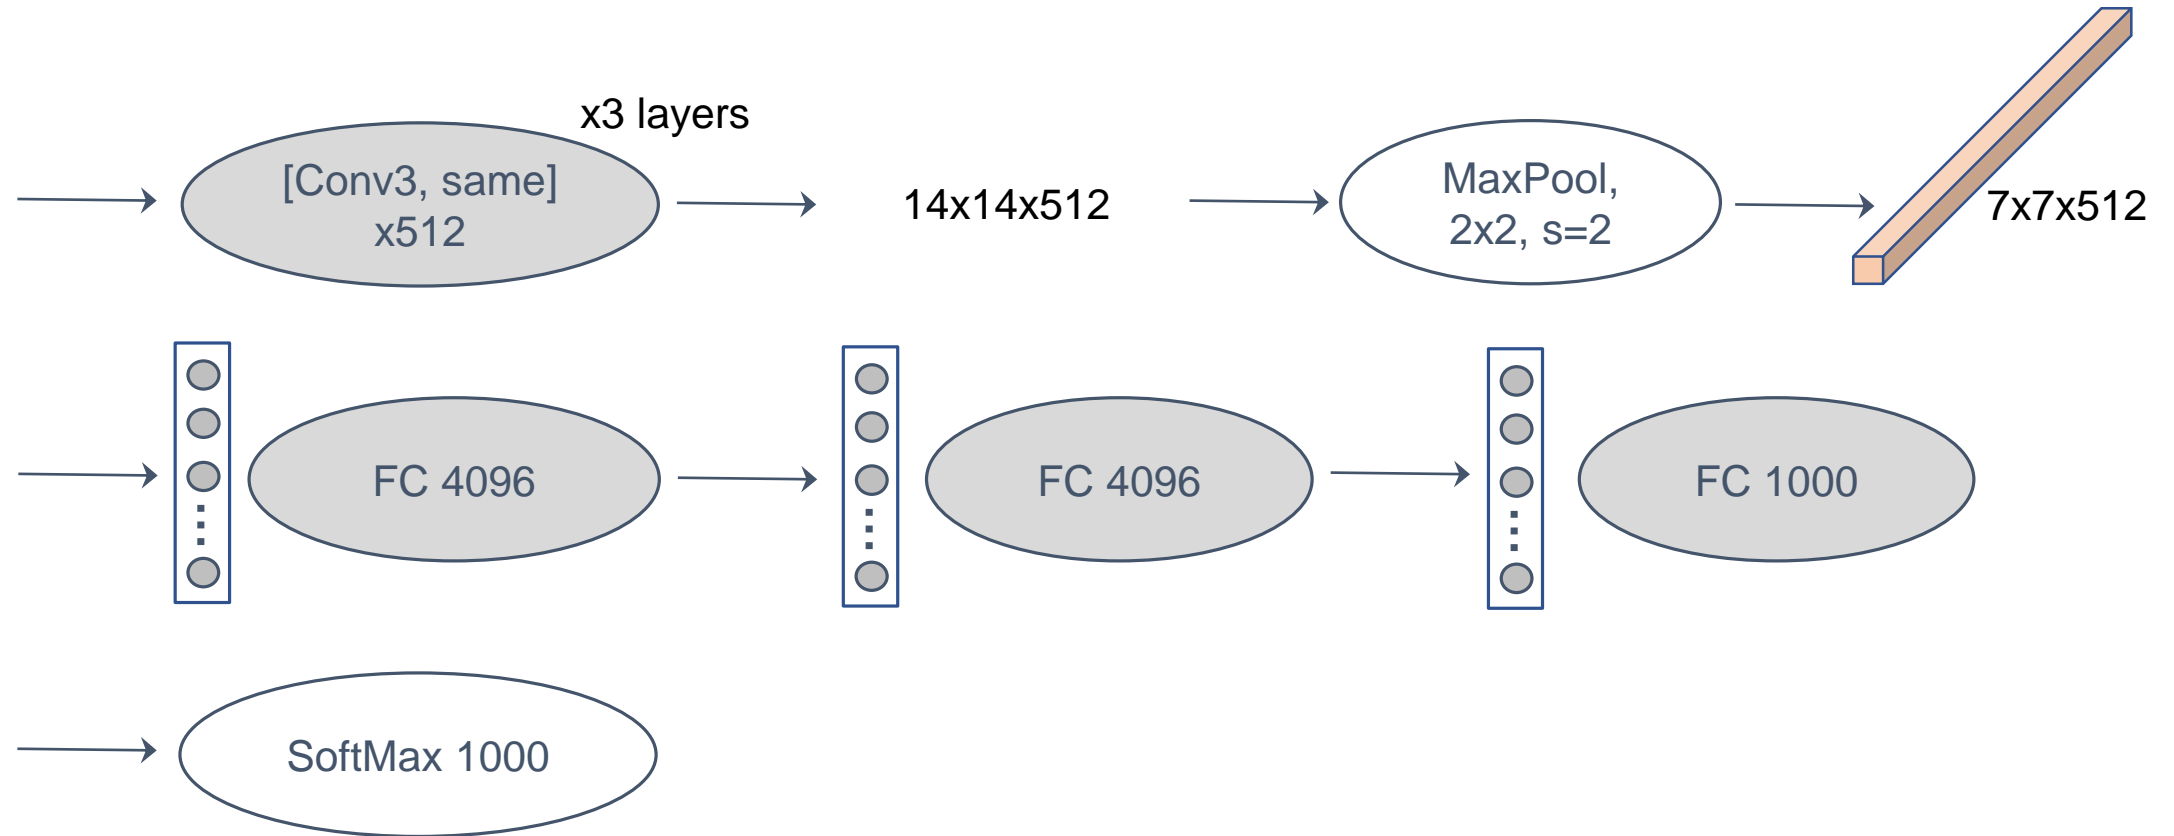 x3 layers
[Conv3, same]
x512
14x14x512
MaxPool,
2x2, s=2
7x7x512
FC 4096
FC 4096
FC 1000
SoftMax 1000